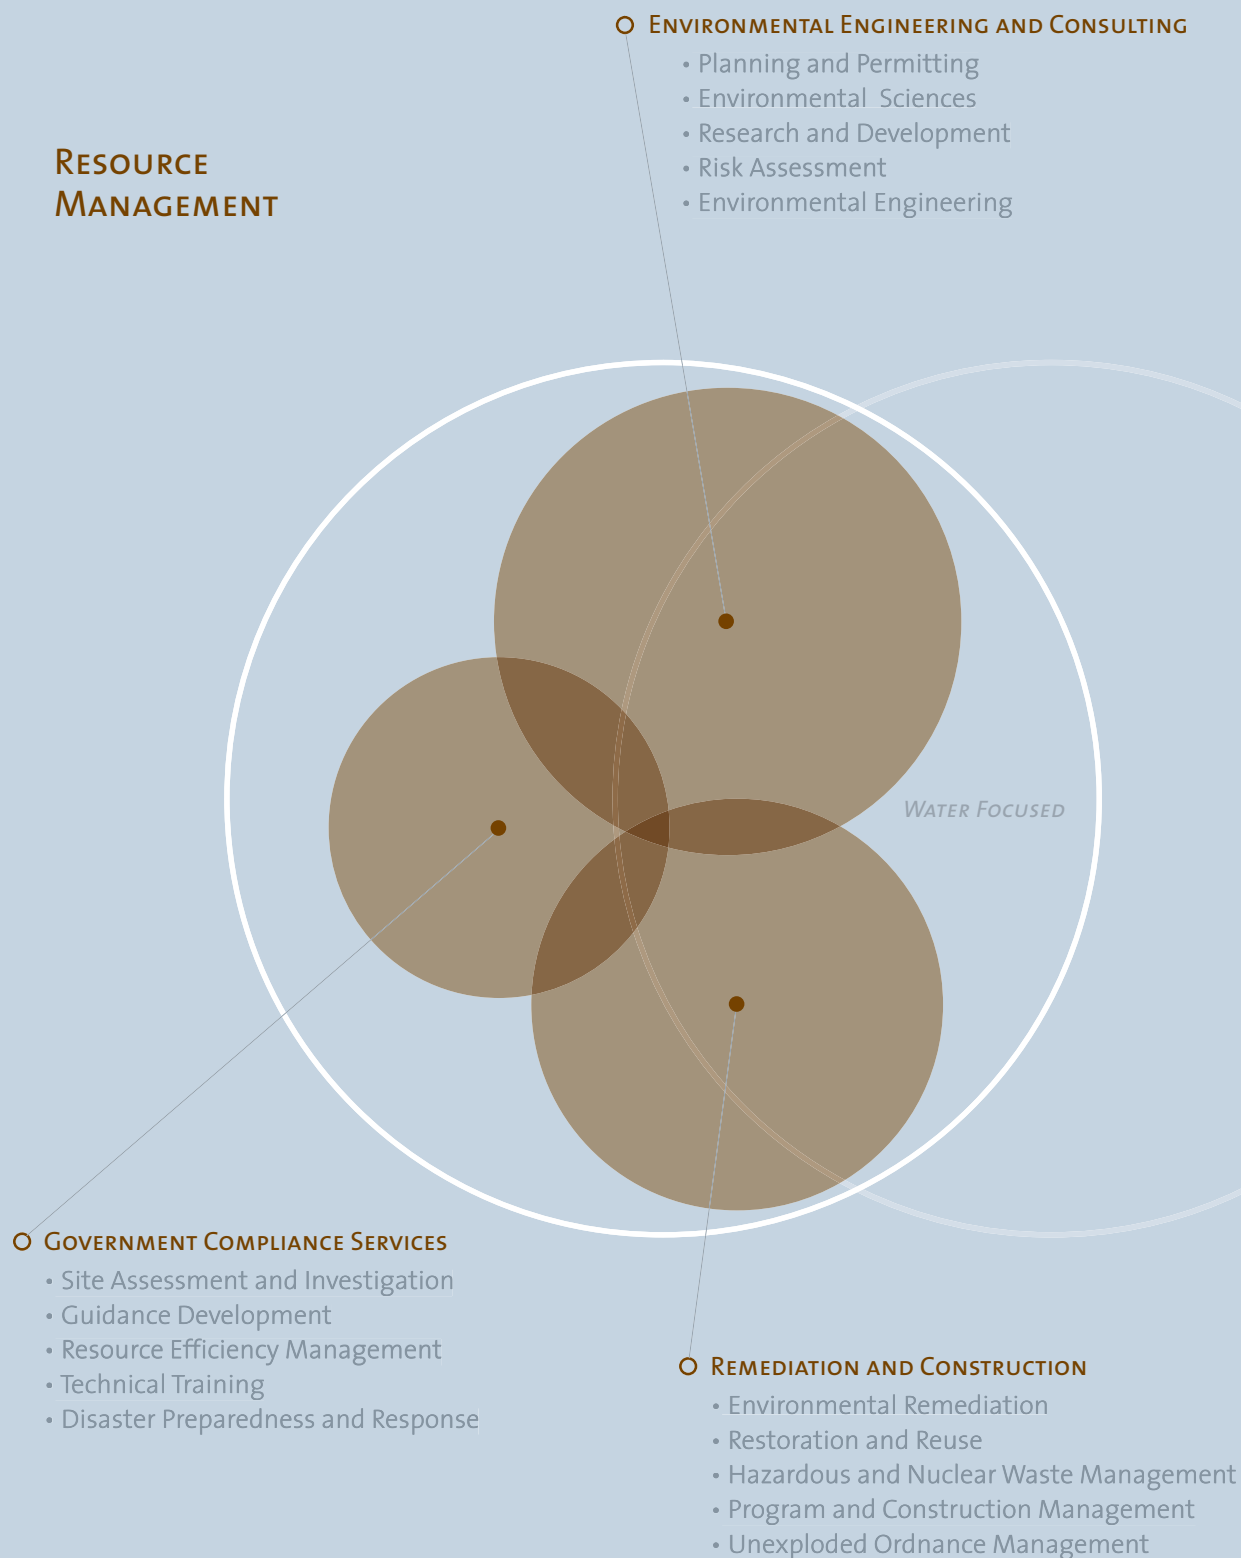 Environmental Engineering and Consulting
• Planning and Permitting
• Environmental Sciences
• Research and Development
• Risk Assessment
• Environmental Engineering
Resource
Management
Water Focused
Government Compliance Services
• Site Assessment and Investigation
• Guidance Development
• Resource Efficiency Management
• Technical Training
• Disaster Preparedness and Response
Remediation and Construction
• Environmental Remediation
• Restoration and Reuse
• Hazardous and Nuclear Waste Management
• Program and Construction Management
• Unexploded Ordnance Management